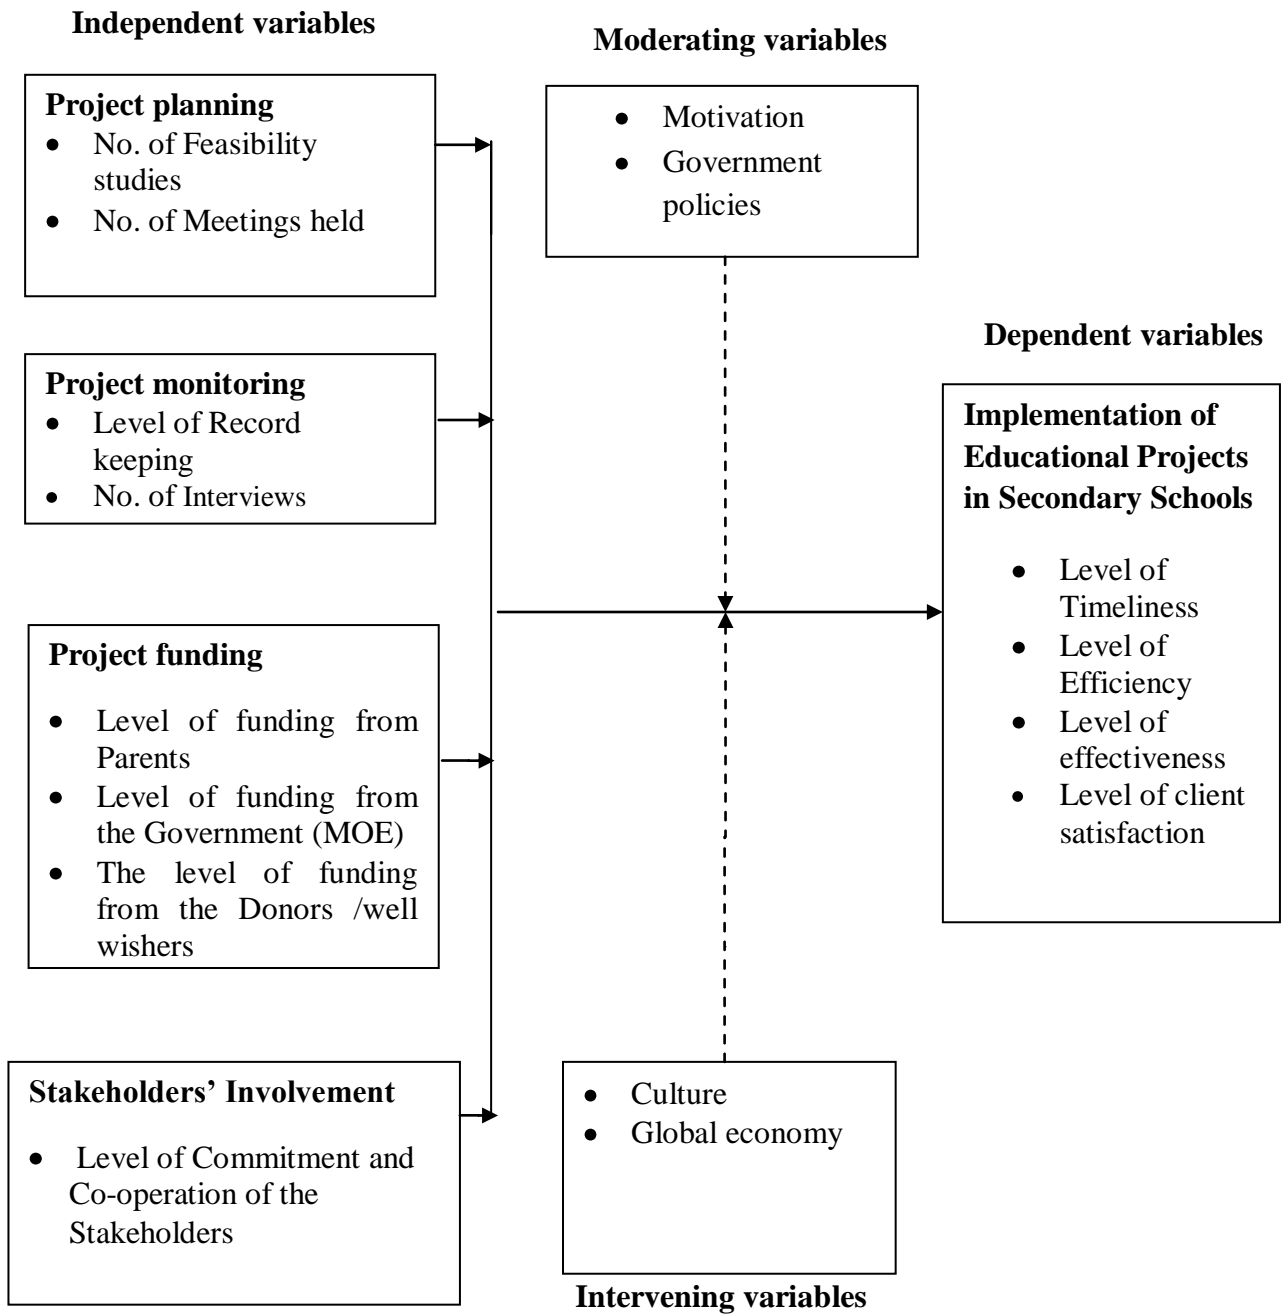 Independent variables
Project planning
• No. of Feasibility
studies
• No. of Meetings held
Project monitoring
• Level of Record
keeping
• No. of Interviews
Project funding
• Level of funding from
Parents
• Level of funding from
the Government (MOE)
• The level of funding
from the Donors /well
wishers
Stakeholders’ Involvement
• Level of Commitment and
Co-operation of the
Stakeholders
Moderating variables
• Motivation
• Government
policies
• Culture
• Global economy
Intervening variables
Dependent variables
Implementation of
Educational Projects
in Secondary Schools
• Level of
Timeliness
• Level of
Efficiency
• Level of
effectiveness
• Level of client
satisfaction